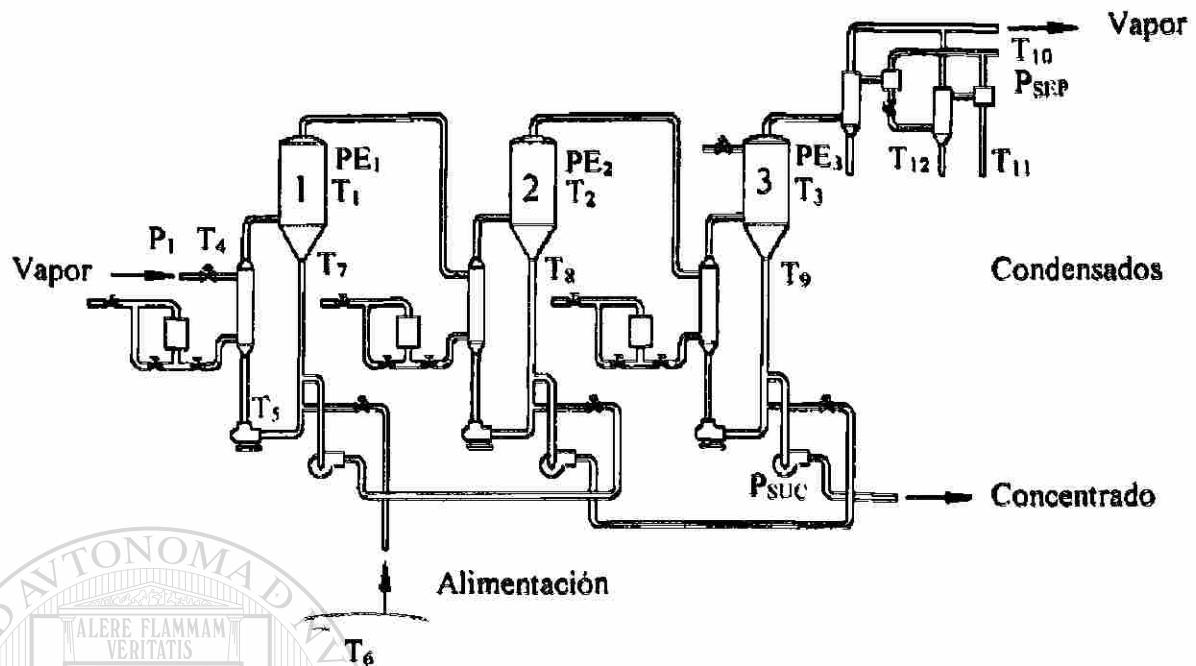 Vapor
T10
PSEP
PE1
T1
1
PE2
T2
2
PE3
T3
3
T12
T11
P1 T4
Vapor
T7
T8
T9
Condensados
T5
PSUC
Concentrado
Alimentación
T6
ALERE FLAMMAM
VERITATIS